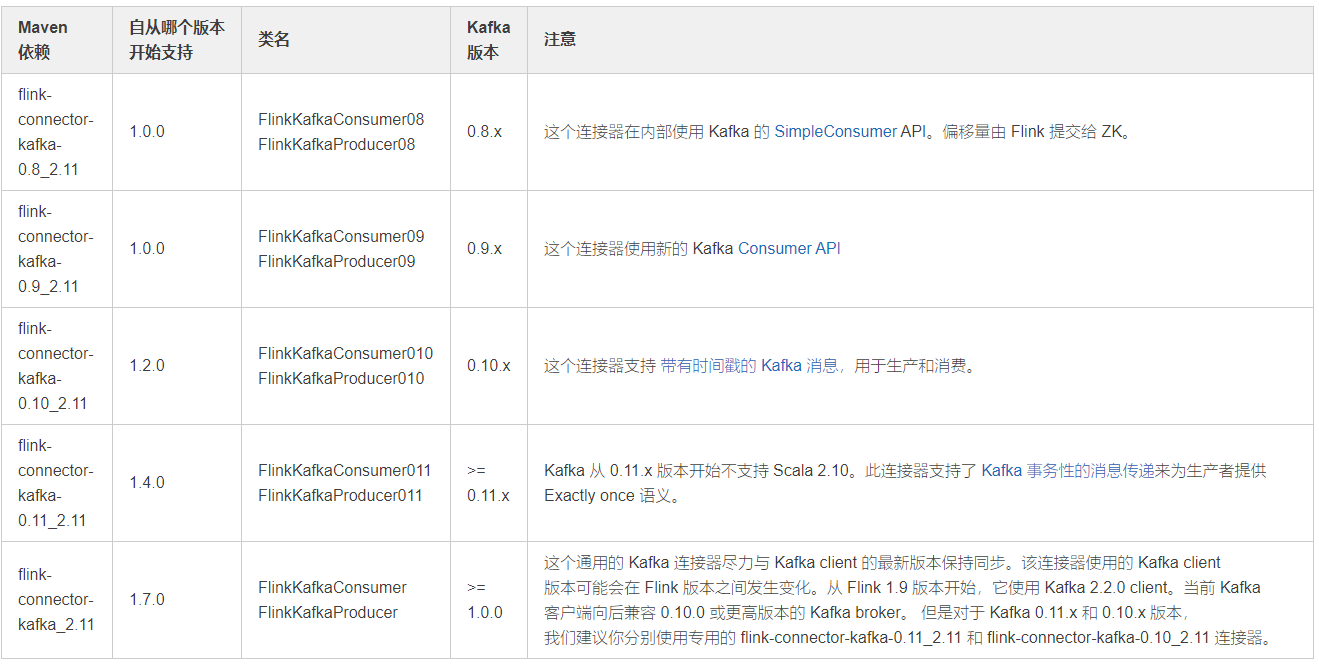 Maven
依赖
自从哪个版本
开始支持
类名
Kafka
版本
注意
flink-
connector-
kafka-
0.8_2.11
1.0.0
FlinkKafkaConsumer08
FlinkKafkaProducer08
0.8.x
这个连接器在内部使用 Kafka 的 SimpleConsumer API。偏移量由 Flink 提交给 ZK。
flink-
connector-
kafka-
0.9_2.11
1.0.0
FlinkKafkaConsumer09
FlinkKafkaProducer09
0.9.x
这个连接器使用新的 Kafka Consumer API
flink-
connector-
kafka-
0.10_2.11
1.2.0
FlinkKafkaConsumer010
FlinkKafkaProducer010
0.10.x
这个连接器支持 带有时间戳的 Kafka 消息，用于生产和消费。
flink-
connector-
kafka-
0.11_2.11
1.4.0
FlinkKafkaConsumer011
FlinkKafkaProducer011
>=
0.11.x
Kafka 从 0.11.x 版本开始不支持 Scala 2.10。此连接器支持了 Kafka 事务性的消息传递来为生产者提供
Exactly once 语义。
flink-
connector-
kafka_2.11
1.7.0
FlinkKafkaConsumer
FlinkKafkaProducer
>=
1.0.0
这个通用的 Kafka 连接器尽力与 Kafka client 的最新版本保持同步。该连接器使用的 Kafka client
版本可能会在 Flink 版本之间发生变化。从 Flink 1.9 版本开始，它使用 Kafka 2.2.0 client。当前 Kafka
客户端向后兼容 0.10.0 或更高版本的 Kafka broker。 但是对于 Kafka 0.11.x 和 0.10.x 版本，
我们建议你分别使用专用的 flink-connector-kafka-0.11_2.11 和 flink-connector-kafka-0.10_2.11 连接器。